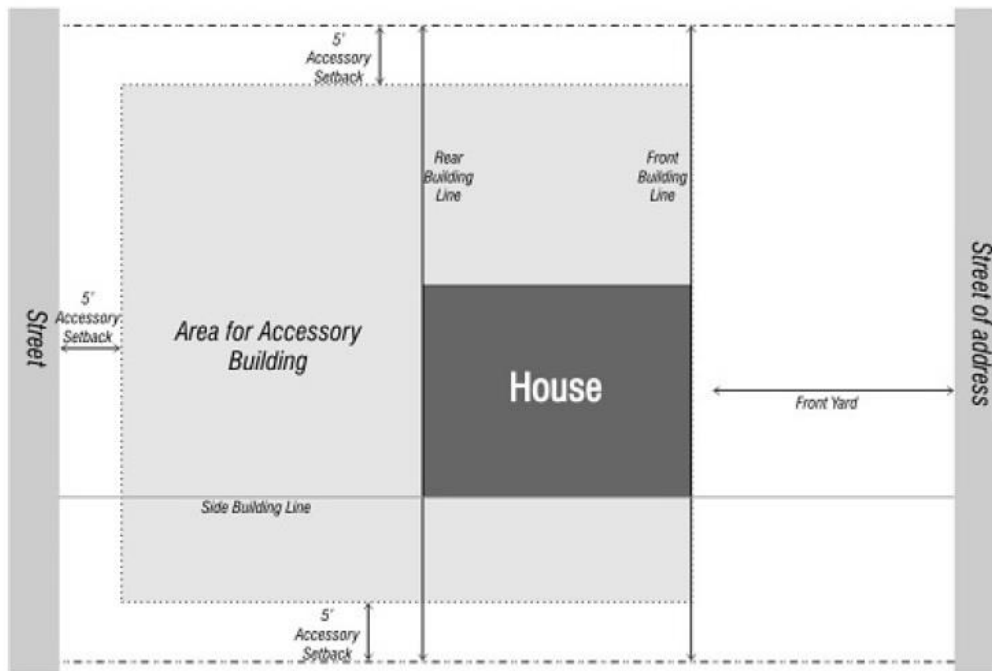 5'
Accessory
Setback
Rear
Building
Line
Front
Building
Line
5'
Accessory
Setback
Street
Area for Accessory
Building
House
Street of address
Front Yard
Side Building Line
5'
Accessory
Setback